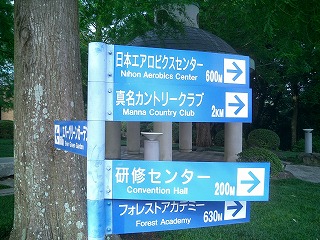 日本エアロビクスセンター
Nihon Aerobics Center
600M
真名カントリークラブ
Manna Country Club
2KM
研修センター
Convention Hall
200M
フォレストアカデミー
Forest Academy
630M